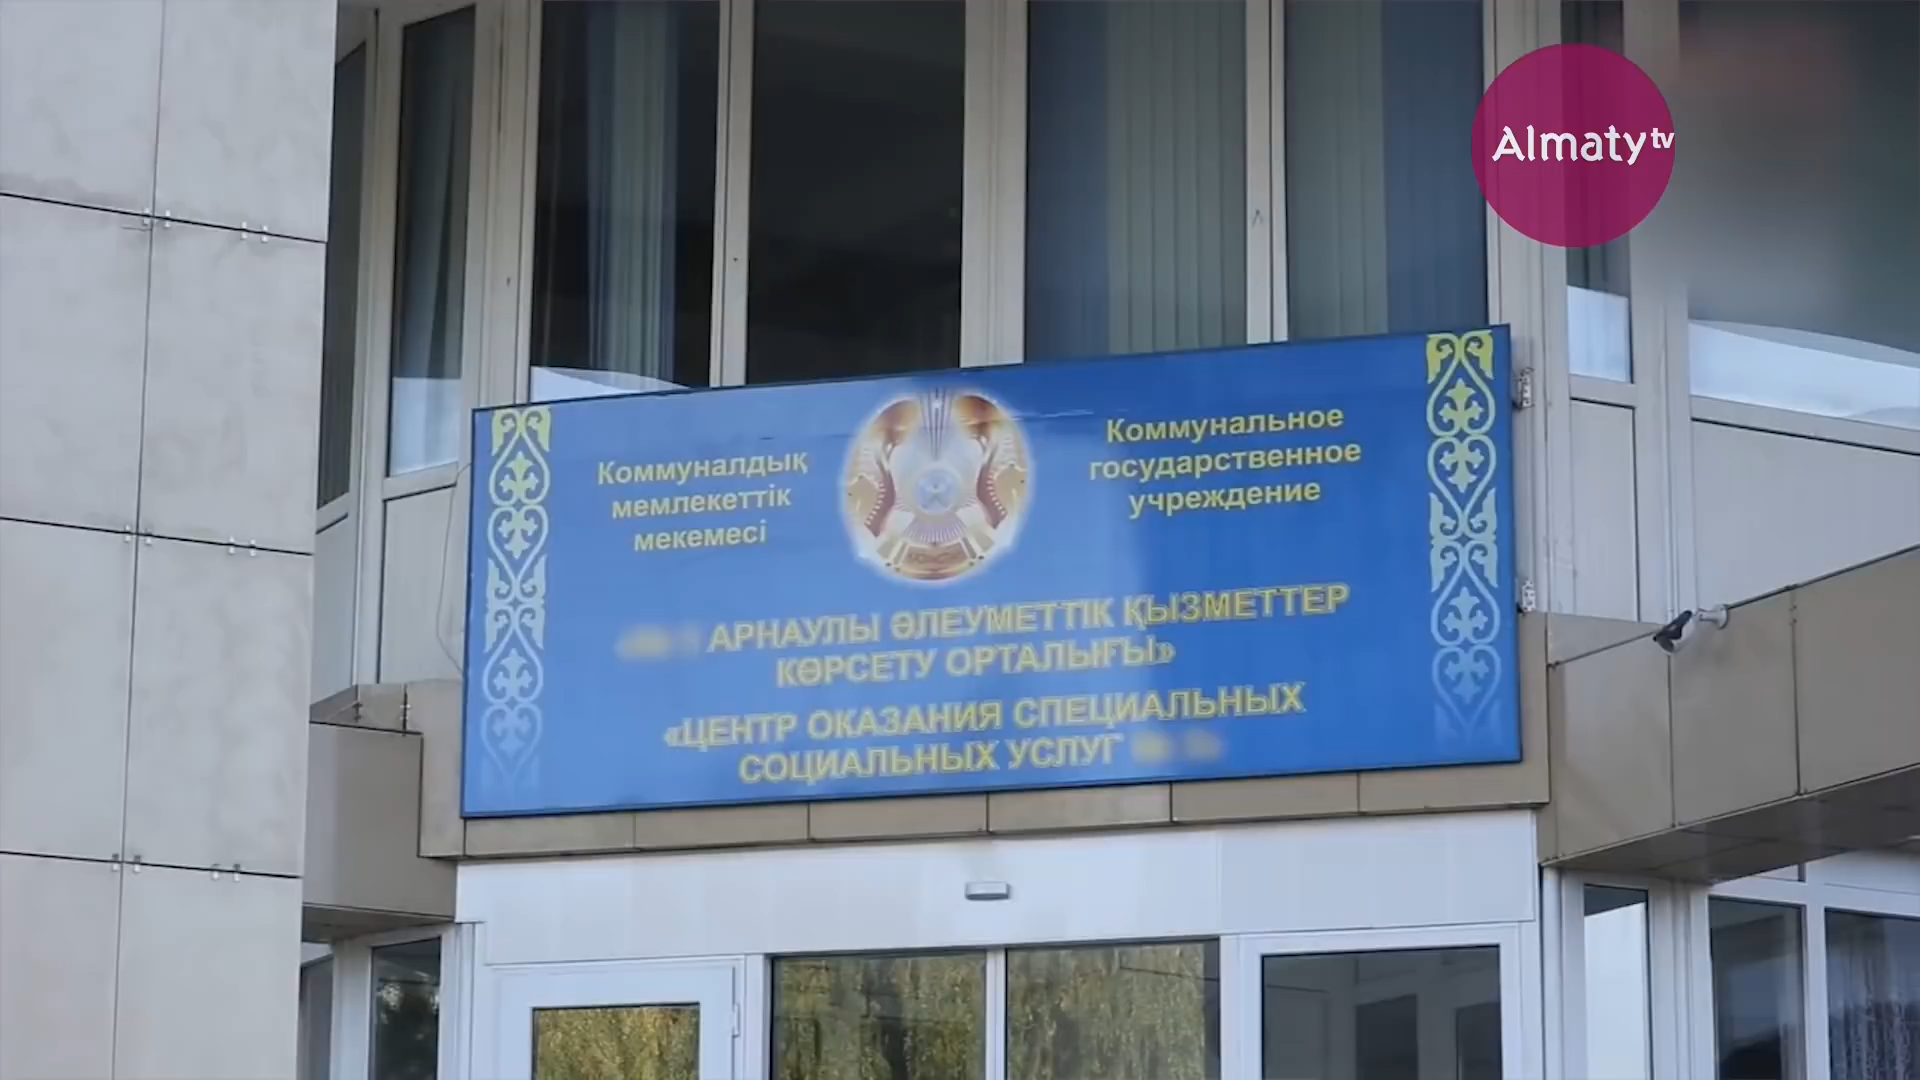 Almaty tv
Коммуналдық
мемлекеттік
мекемесі
Коммунальное
государственное
учреждение
АРНАУЛЫ ӘЛЕУМЕТТІК ҚЫЗМЕТТЕР
КӨРСЕТУ ОРТАЛЫҒЫ»
«ЦЕНТР ОКАЗАНИЯ СПЕЦИАЛЬНЫХ
СОЦИАЛЬНЫХ УСЛУГ